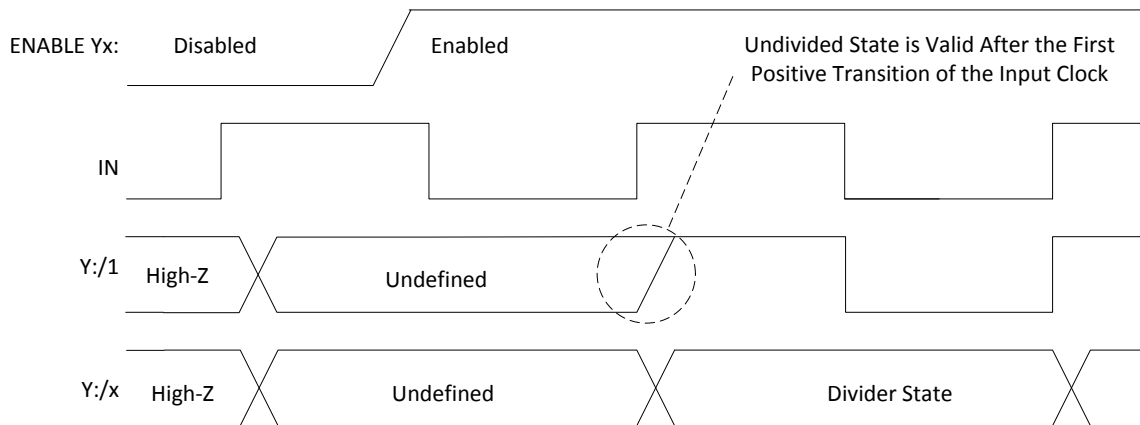 ENABLE Yx:
Disabled
Enabled
Undivided State is Valid After the First
Positive Transition of the Input Clock
IN
Y:/1
High-Z
Undefined
Y:/x
High-Z
Undefined
Divider State